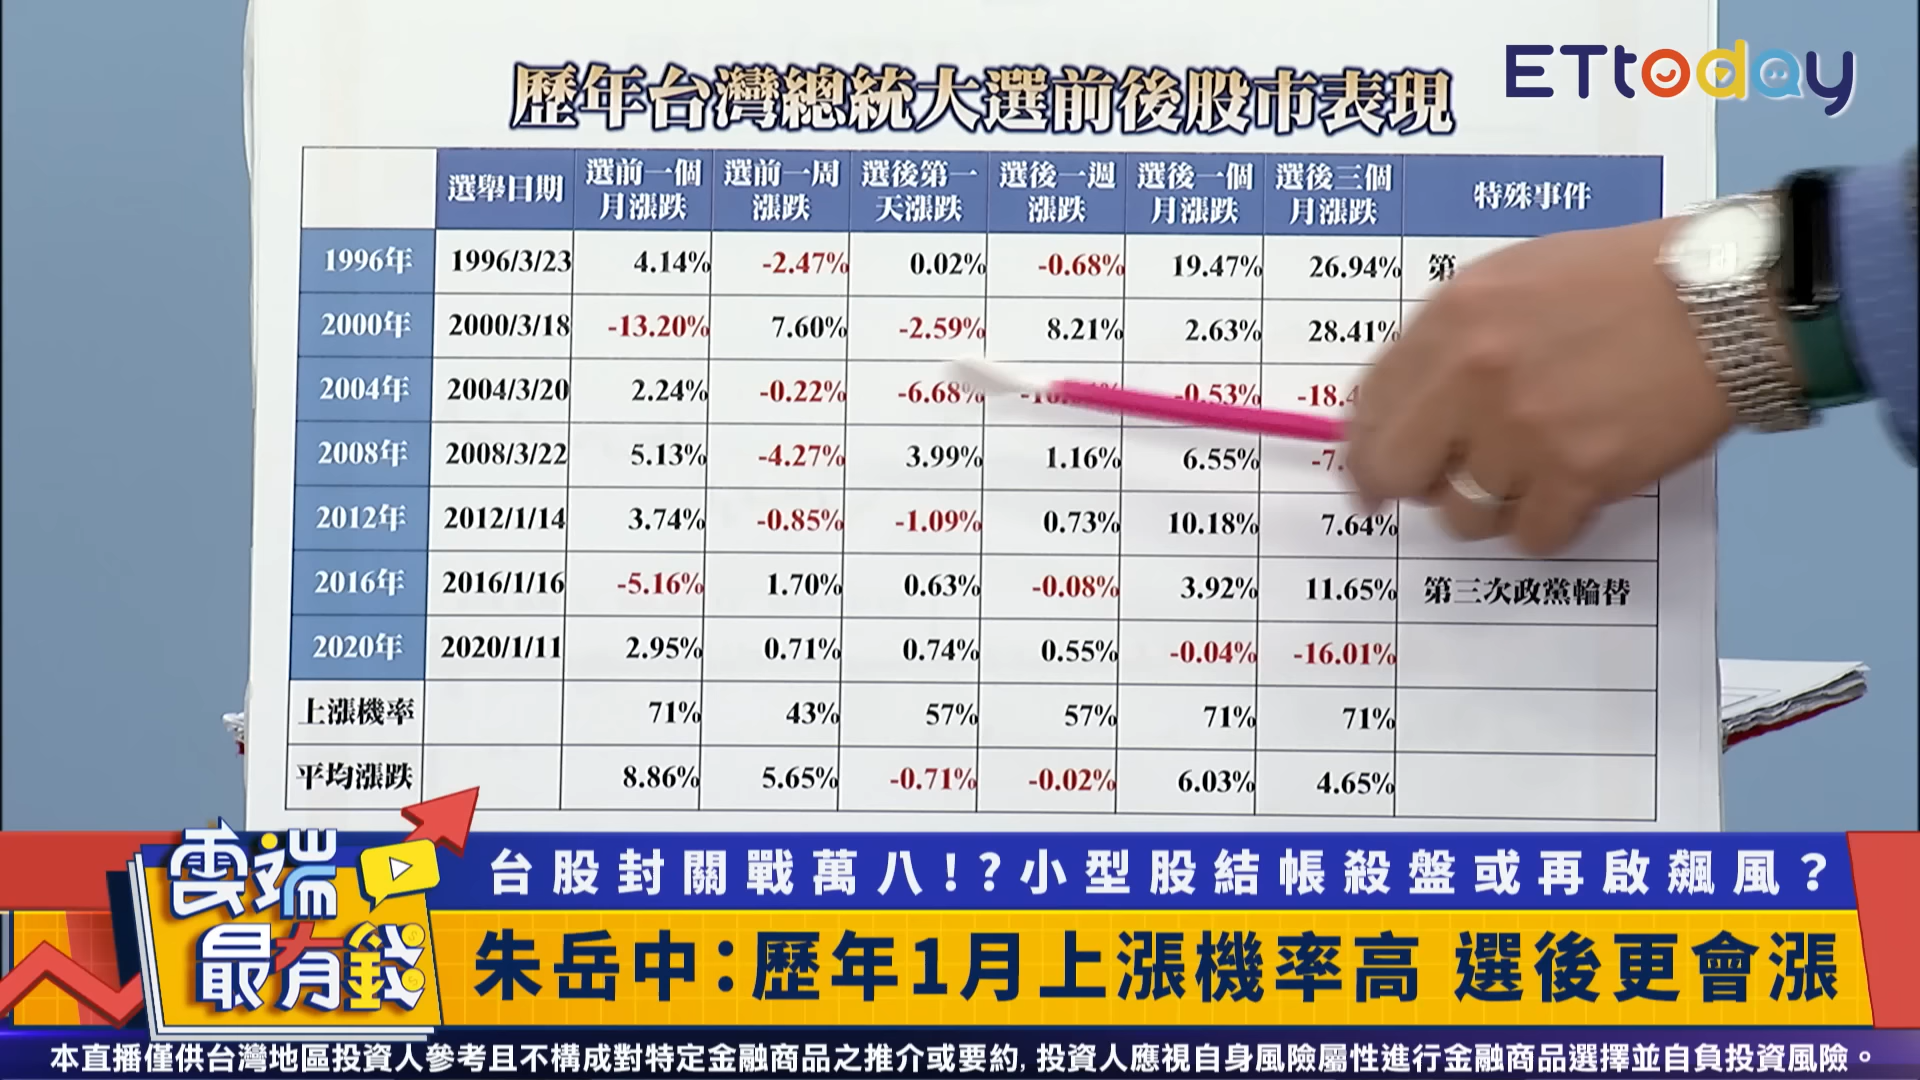 ETtoday
歷年台灣總統大選前後股市表現
選舉日期 選前一個月漲跌 選前一周漲跌 選後第一天漲跌 選後一週漲跌 選後一個月漲跌 選後三個月漲跌 特殊事件
1996年 1996/3/23 4.14% -2.47% 0.02% -0.68% 19.47% 26.94% 第
2000年 2000/3/18 -13.20% 7.60% -2.59% 8.21% 2.63% 28.41%
2004年 2004/3/20 2.24% -0.22% -6.68% -0.53%
2008年 2008/3/22 5.13% -4.27% 3.99% 1.16% 6.55%
2012年 2012/1/14 3.74% -0.85% -1.09% 0.73% 10.18% 7.64%
2016年 2016/1/16 -5.16% 1.70% 0.63% -0.08% 3.92% 11.65% 第三次政黨輪替
2020年 2020/1/11 2.95% 0.71% 0.74% 0.55% -0.04% -16.01%
上漲機率 71% 43% 57% 57% 71% 71%
平均漲跌 8.86% 5.65% -0.71% -0.02% 6.03% 4.65%
雲端
最有錢
台股封關戰萬八!?小型股結帳殺盤或再啟飆風?
朱岳中:歷年1月上漲機率高 選後更會漲
本直播僅供台灣地區投資人參考且不構成對特定金融商品之推介或要約, 投資人應視自身風險屬性進行金融商品選擇並自負投資風險。